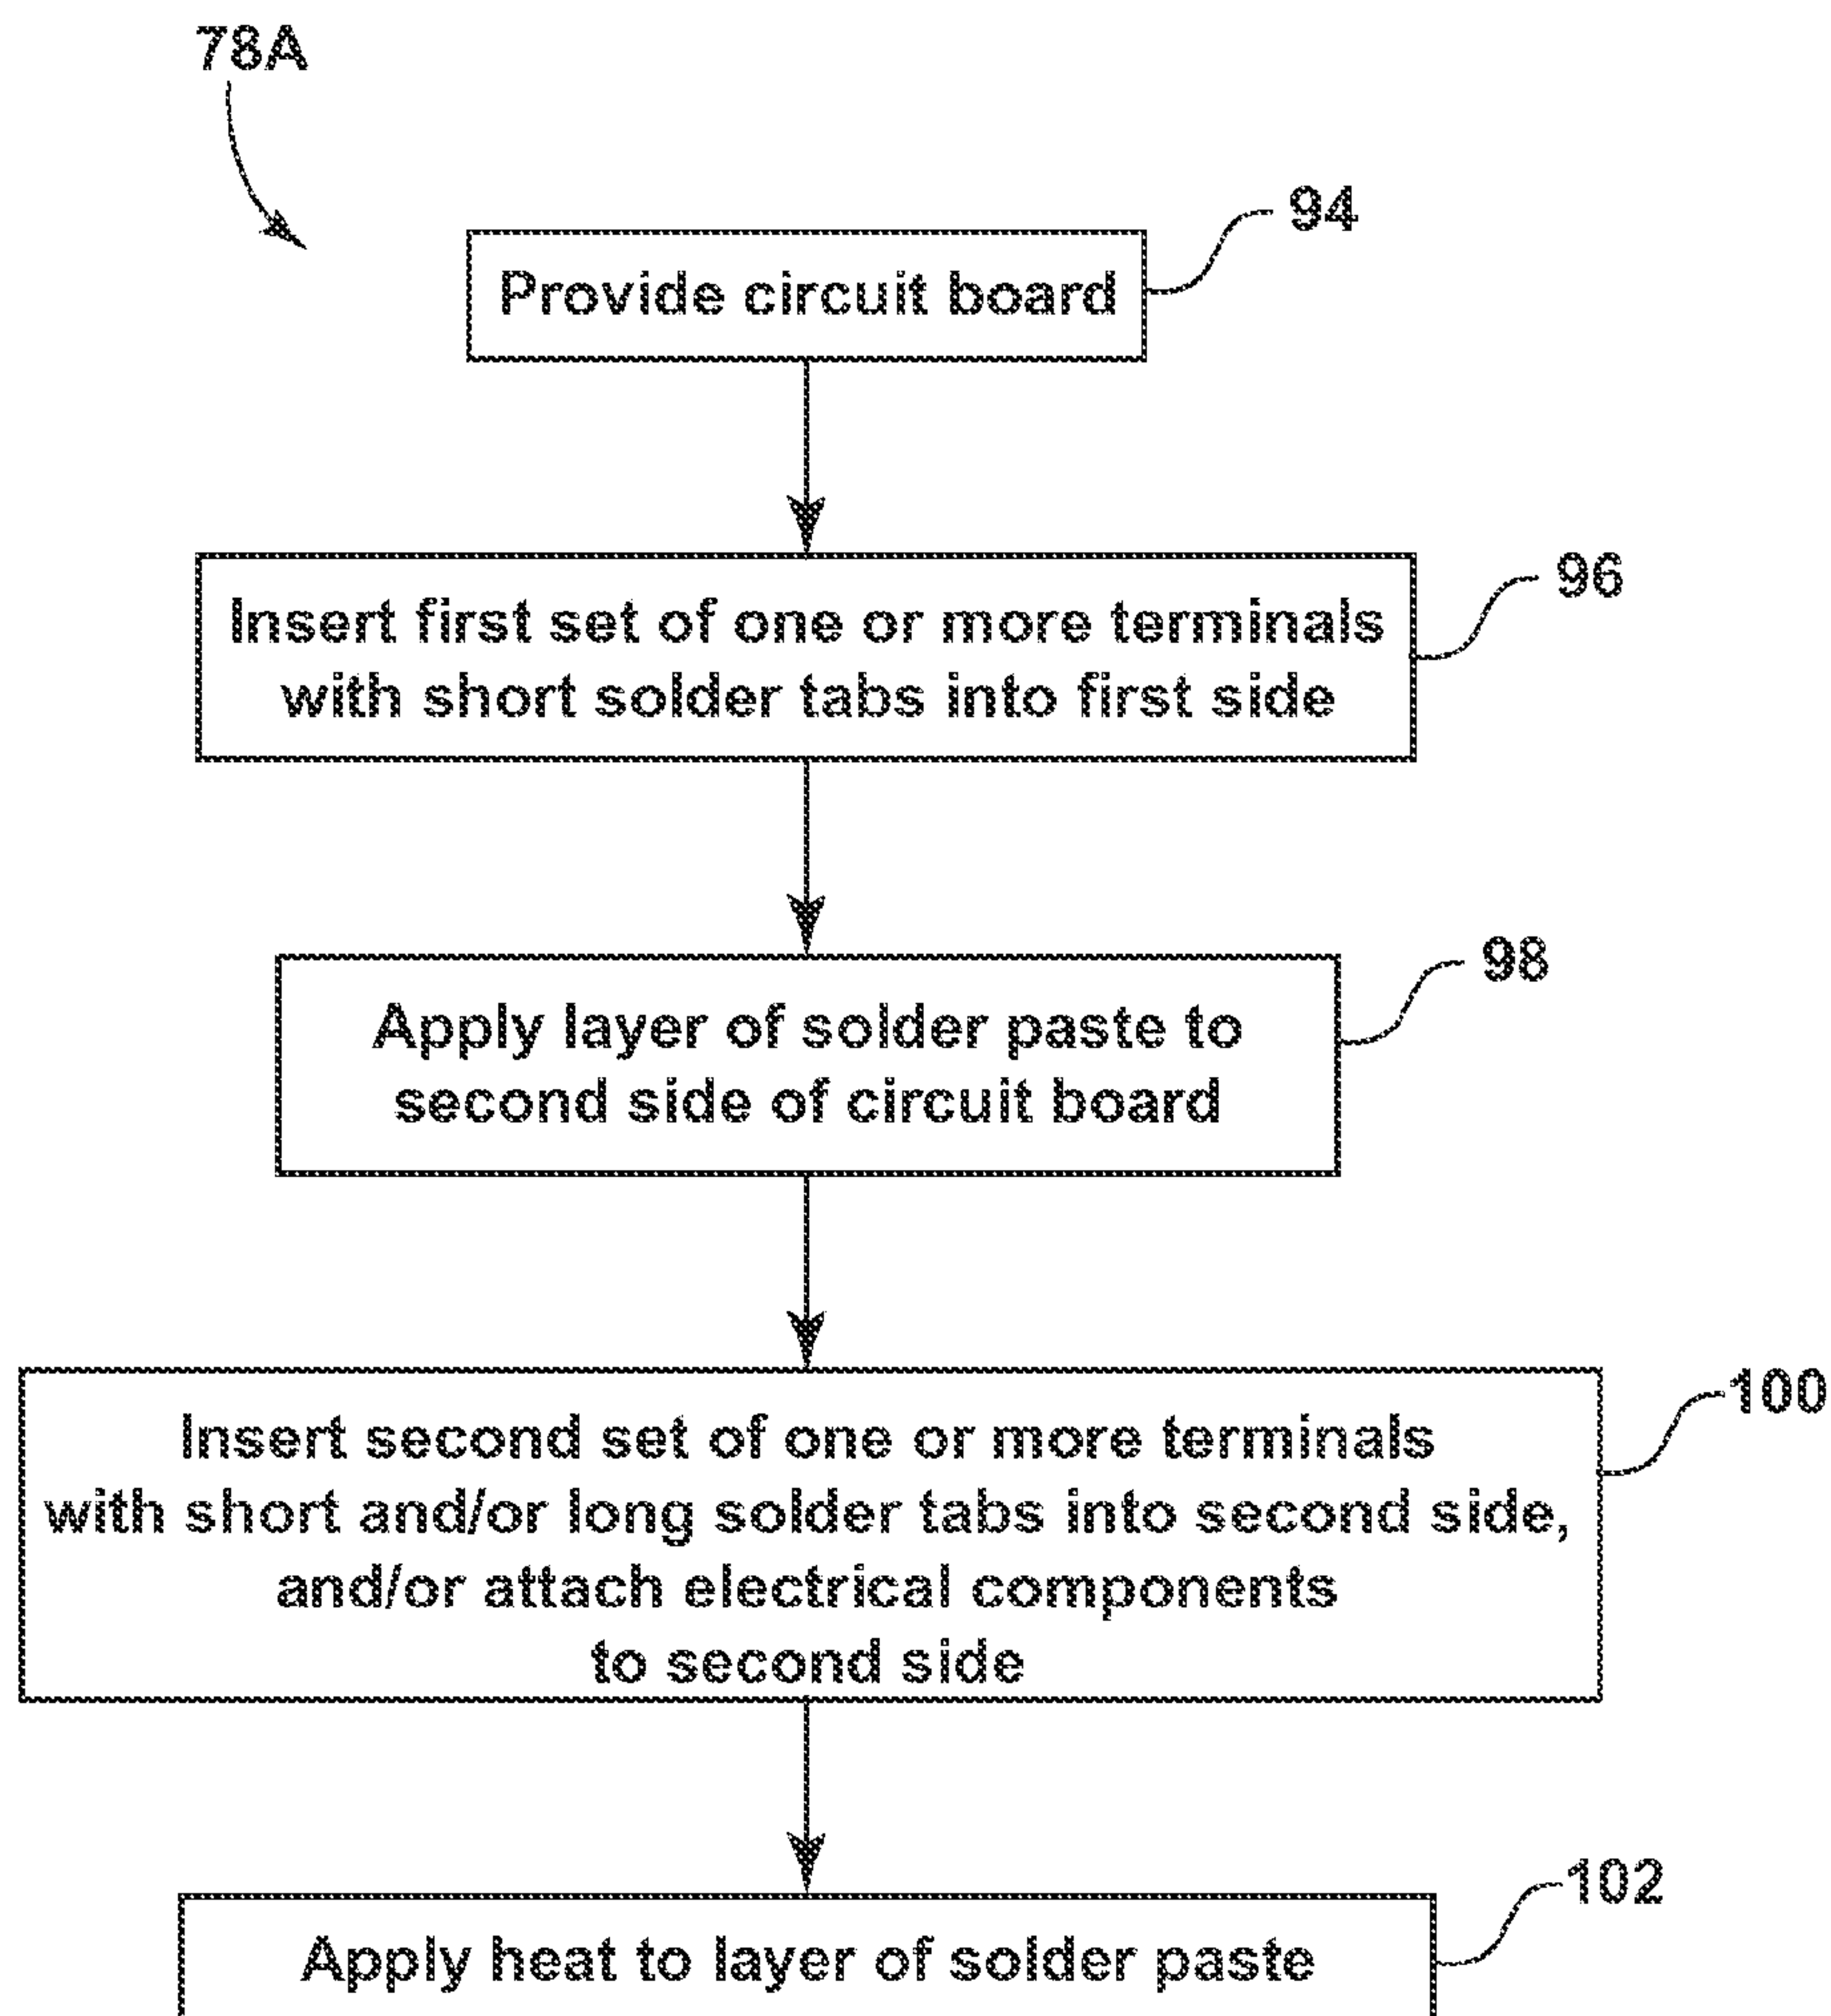 78A
94
Provide circuit board
96
Insert first set of one or more terminals
with short solder tabs into first side
98
Apply layer of solder paste to
second side of circuit board
100
Insert second set of one or more terminals
with short and/or long solder tabs into second side,
and/or attach electrical components
to second side
102
Apply heat to layer of solder paste